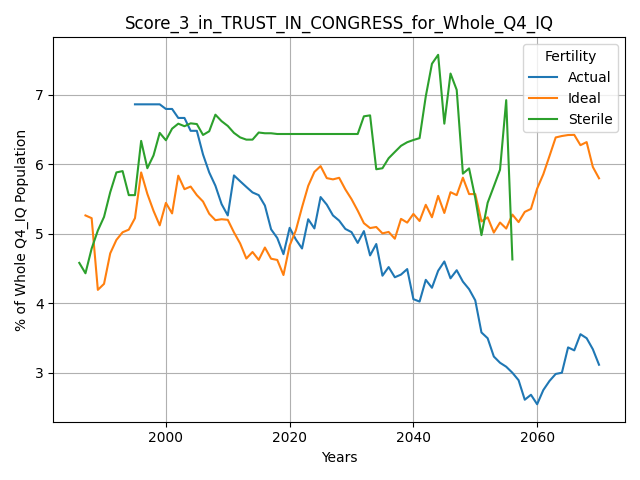 Score_3_in_TRUST_IN_CONGRESS_for_Whole_Q4_IQ
Fertility
Actual
Ideal
Sterile
% of Whole Q4_IQ Population
7
6
5
4
3
2000
2020
2040
2060
Years